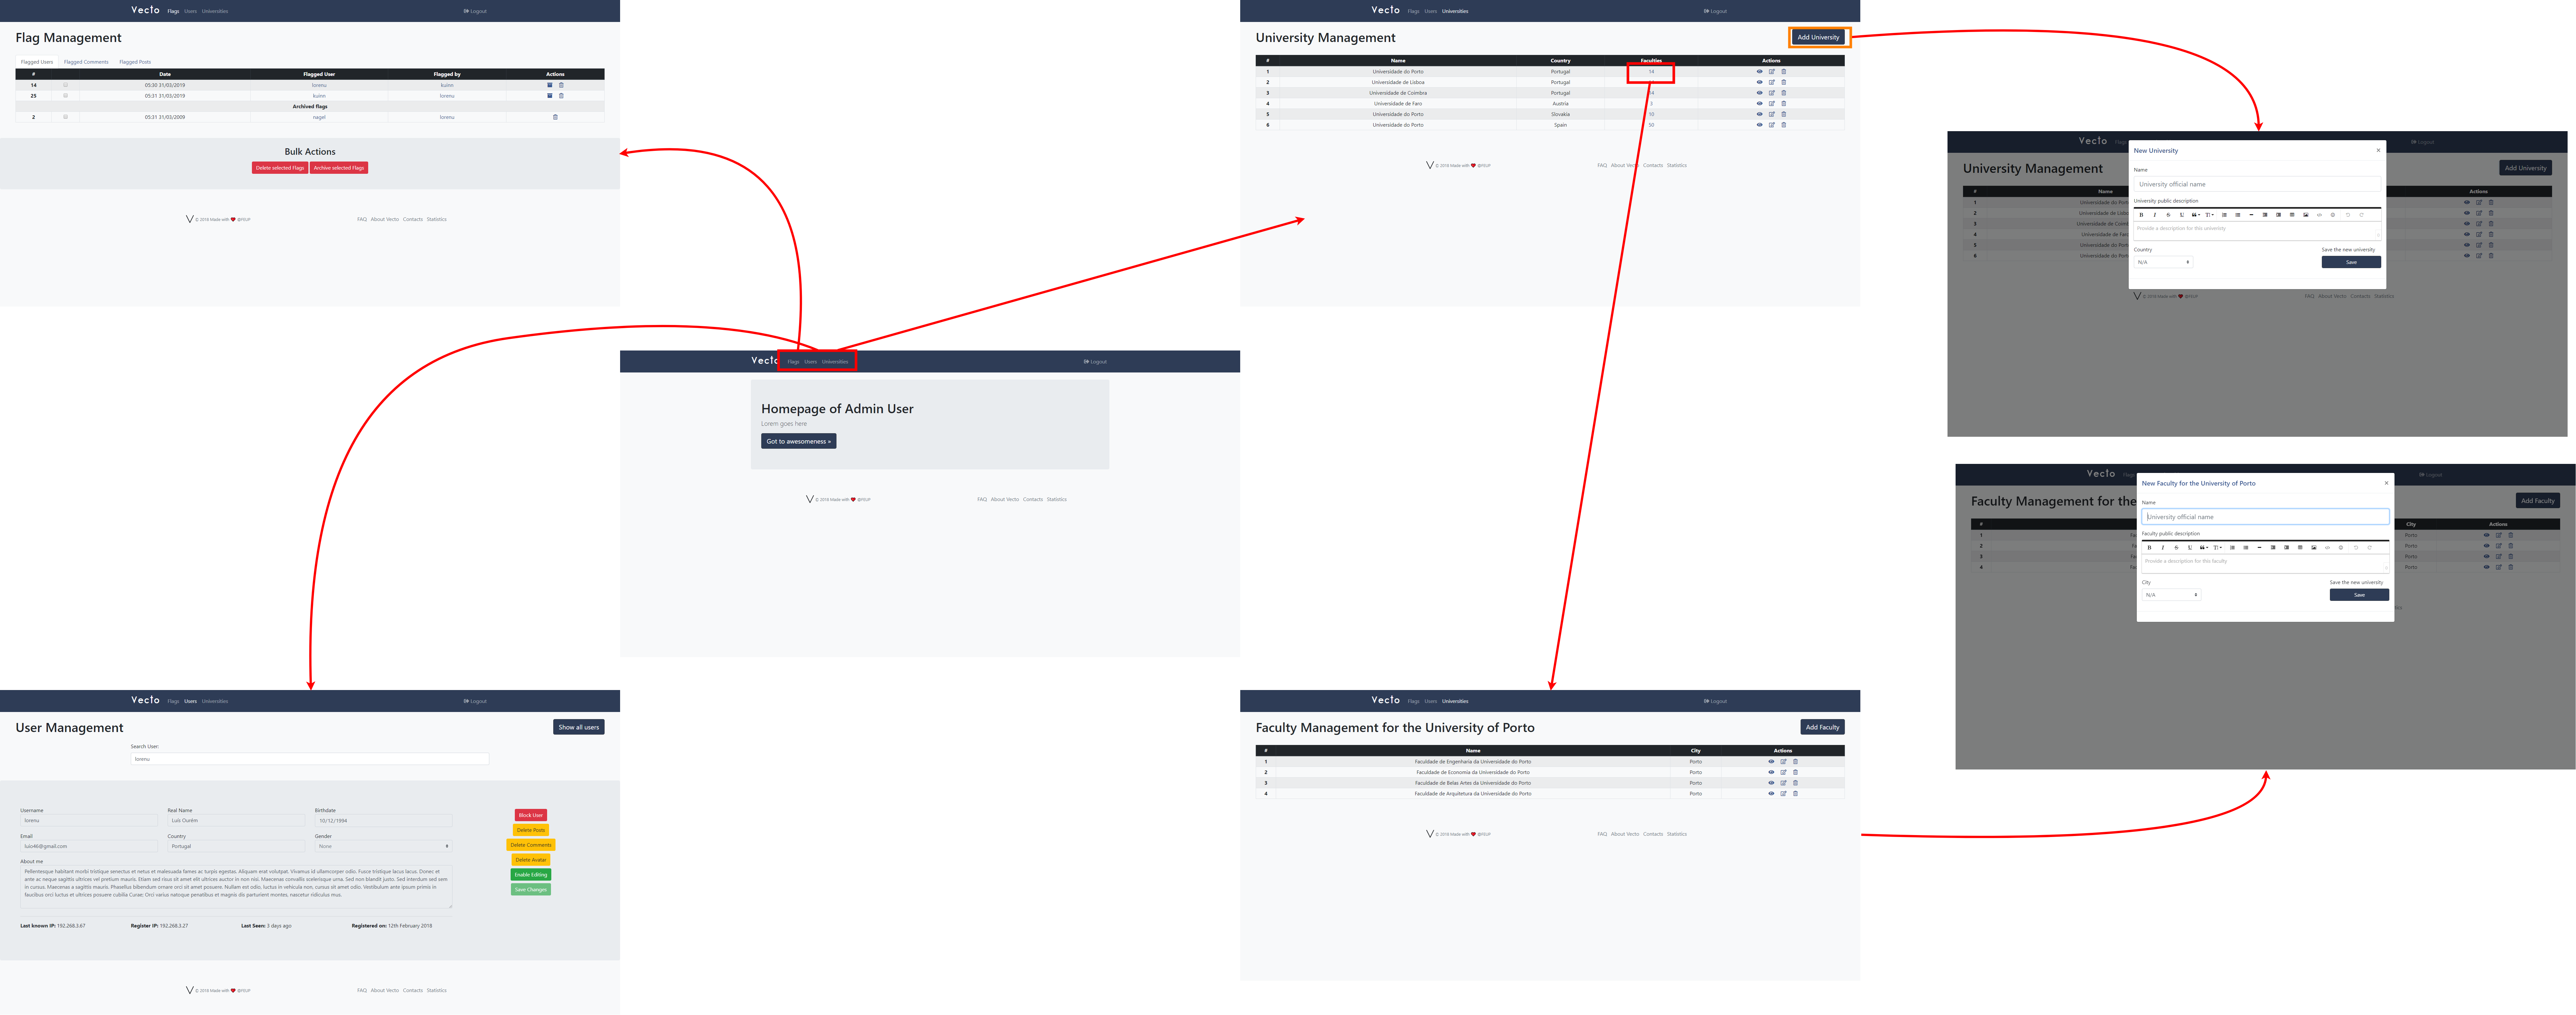 Vecto Flags Users Universities Logout
Flag Management
Flagged Users Flagged Comments Flagged Posts
# Date Flagged User Flagged by Actions
14 05:30 31/03/2019 lorenu kuinn
25 05:31 31/03/2019 kuinn lorenu
Archived flags
2 05:31 31/03/2009 nagel lorenu
Bulk Actions
Delete selected Flags Archive selected Flags
© 2018 Made with ❤ @FEUP FAQ About Vecto Contacts Statistics
Vecto Flags Users Universities Logout
University Management Add University
# Name Country Faculties Actions
1 Universidade do Porto Portugal 14
2 Universidade de Lisboa Portugal
3 Universidade de Coimbra Portugal
4 Universidade de Faro Austria
5 Universidade do Porto Slovakia
6 Universidade do Porto Spain 50
© 2018 Made with ❤ @FEUP FAQ About Vecto Contacts Statistics
Vecto Flags Logout
University Management Add University
# Name Actions
1 Universidade do Porto
2 Universidade de Lisboa
3 Universidade de
4 Universidade de Faro
5 Universidade do Porto
6 Universidade do Porto
New University ×
Name
University official name
University public description
B I S U
Provide a description for this university
Country Save the new university
N/A Save
© 2018 Made with ❤ @FEUP FAQ About Vecto Contacts Statistics
Vecto Flags Users Universities Logout
Homepage of Admin User
Lorem goes here
Got to awesomeness »
© 2018 Made with ❤ @FEUP FAQ About Vecto Contacts Statistics
Vecto Logout
Faculty Management for the Add Faculty
# City Actions
1 Porto
2 Porto
3 Porto
4 Porto
New Faculty for the University of Porto ×
Name
University official name
Faculty public description
B I S U
Provide a description for this faculty
City Save the new university
N/A Save
Vecto Flags Users Universities Logout
User Management Show all users
Search User:
lorenu
Username Real Name Birthdate
lorenu Luís Ourém 10/12/1994
Email Country Gender
luio46@gmail.com Portugal None
About me
Pellentesque habitant morbi tristique senectus et netus et malesuada fames ac turpis egestas. Aliquam erat volutpat. Vivamus id ullamcorper odio. Fusce tristique lacus lacus. Donec et
ante ac neque sagittis ultrices vel pretium mauris. Etiam sed risus sit amet elit ultrices auctor in non nisi. Maecenas convallis scelerisque urna. Sed non blandit justo. Sed interdum sed sem
in cursus. Maecenas a sagittis mauris. Phasellus bibendum ornare orci sit amet posuere. Nullam est odio, luctus in vehicula non, cursus sit amet odio. Vestibulum ante ipsum primis in
faucibus orci luctus et ultrices posuere cubilia Curae; Orci varius natoque penatibus et magnis dis parturient montes, nascetur ridiculus mus.
Block User
Delete Posts
Delete Comments
Delete Avatar
Enable Editing
Save Changes
Last known IP: 192.268.3.67 Register IP: 192.268.3.27 Last Seen: 3 days ago Registered on: 12th February 2018
© 2018 Made with ❤ @FEUP FAQ About Vecto Contacts Statistics
Vecto Flags Users Universities Logout
Faculty Management for the University of Porto Add Faculty
# Name City Actions
1 Faculdade de Engenharia da Universidade do Porto Porto
2 Faculdade de Economia da Universidade do Porto Porto
3 Faculdade de Belas Artes da Universidade do Porto Porto
4 Faculdade de Arquitetura da Universidade do Porto Porto
© 2018 Made with ❤ @FEUP FAQ About Vecto Contacts Statistics